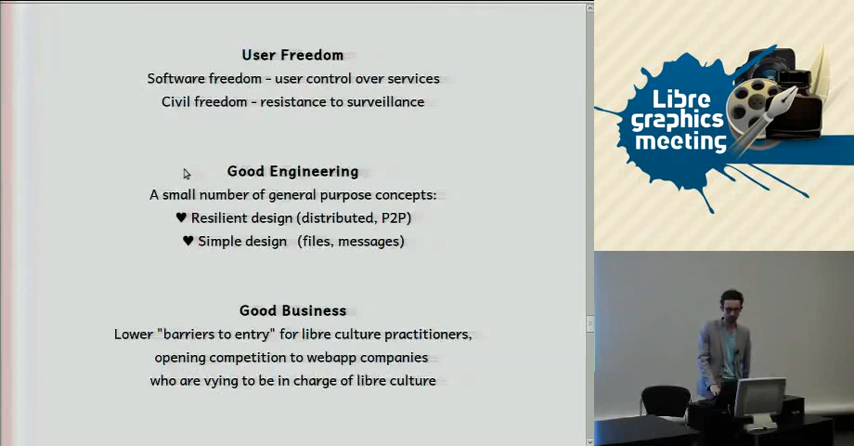 User Freedom
Software freedom - user control over services
Civil freedom - resistance to surveillance
Good Engineering
A small number of general purpose concepts:
♥ Resilient design (distributed, P2P)
♥ Simple design (files, messages)
Good Business
Lower "barriers to entry" for libre culture practitioners,
opening competition to webapp companies
who are vying to be in charge of libre culture
Libre
graphics
meeting